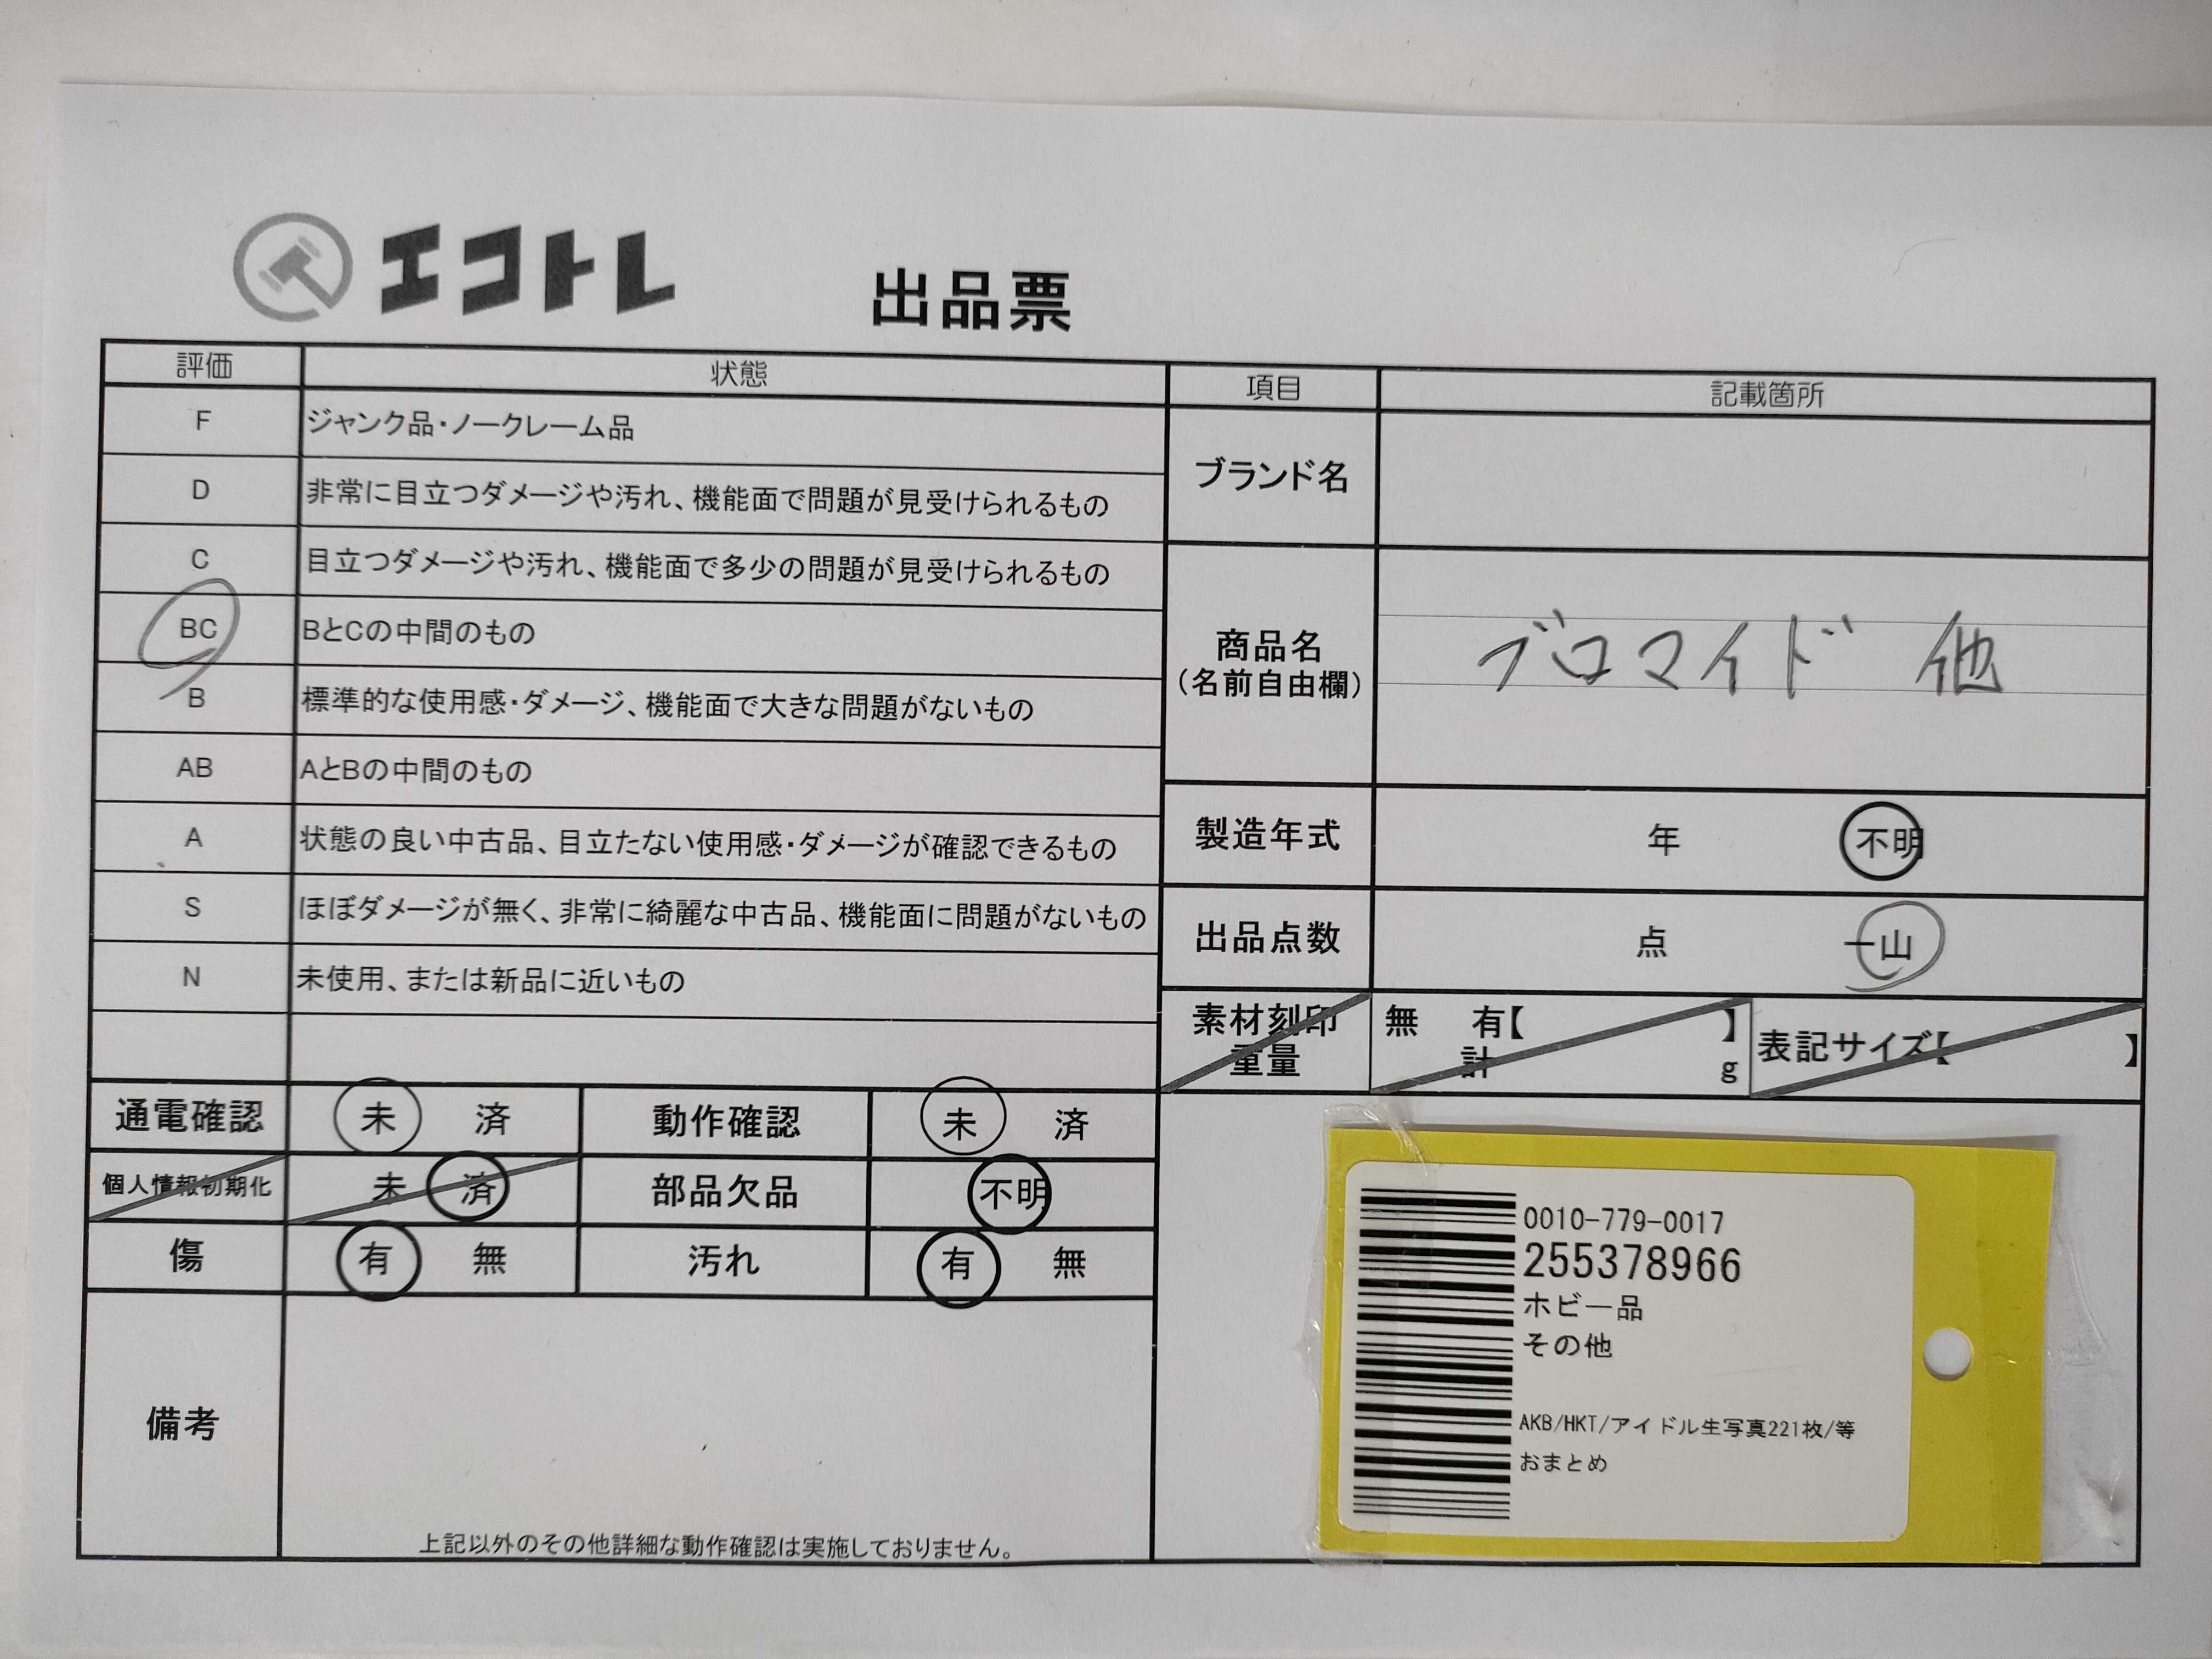 エコトレ
出品票
評価 状態
F ジャンク品・ノークレーム品
D 非常に目立つダメージや汚れ、機能面で問題が見受けられるもの
C 目立つダメージや汚れ、機能面で多少の問題が見受けられるもの
BC BとCの中間のもの
B 標準的な使用感・ダメージ、機能面で大きな問題がないもの
AB AとBの中間のもの
A 状態の良い中古品、目立たない使用感・ダメージが確認できるもの
S ほぼダメージが無く、非常に綺麗な中古品、機能面に問題がないもの
N 未使用、または新品に近いもの
項目 記載箇所
ブランド名
商品名
(名前自由欄)
ブロマイド 他
製造年式 年 不明
出品点数 点 一山
素材刻印 無 有【 】 表記サイズ【 】
重量 計 g
通電確認 未 済 動作確認 未 済
個人情報初期化 未 済 部品欠品 不明
傷 有 無 汚れ 有 無
備考
上記以外のその他詳細な動作確認は実施しておりません。
0010-779-0017
255378966
ホビー品
その他
AKB/HKT/アイドル生写真221枚/等
おまとめ